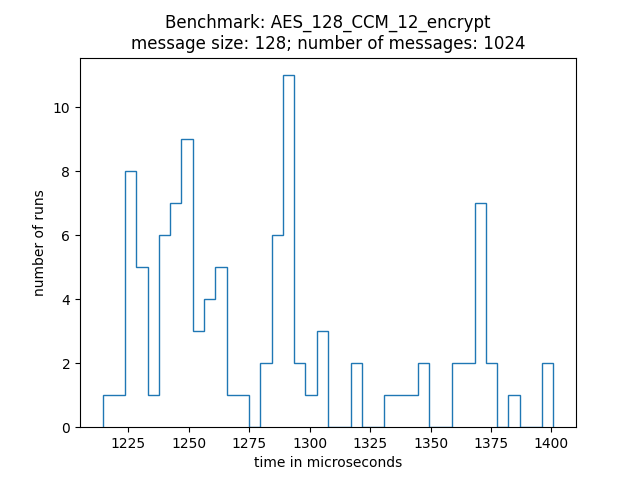 Benchmark: AES_128_CCM_12_encrypt
message size: 128; number of messages: 1024
number of runs
10
8
6
4
2
0
1225 1250 1275 1300 1325 1350 1375 1400
time in microseconds